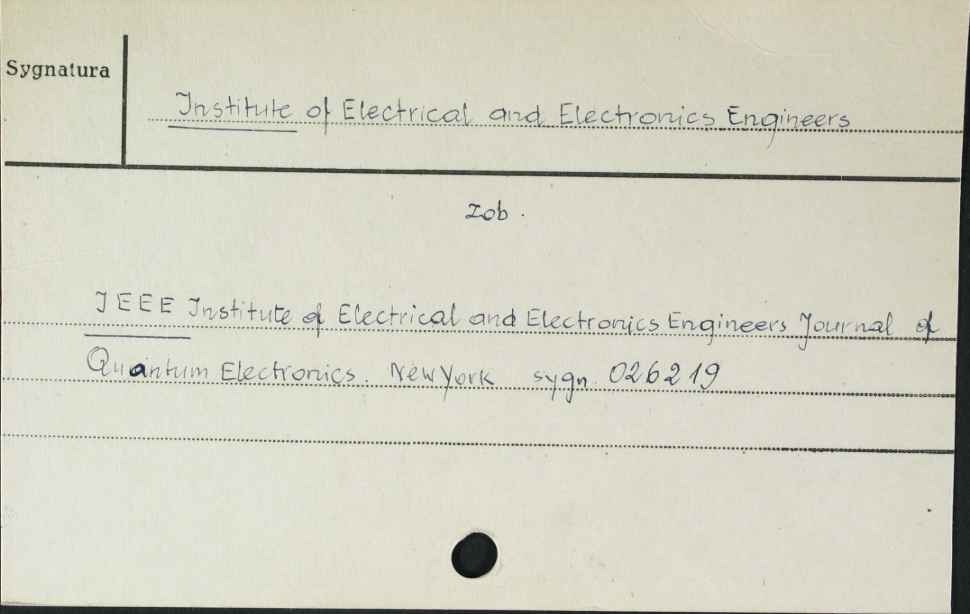 Sygnatura
Institute of Electrical and Electronics Engineers
Zob.
IEEE Institute of Electrical and Electronics Engineers Journal of
Quantum Electronics. New York sygn. 026219